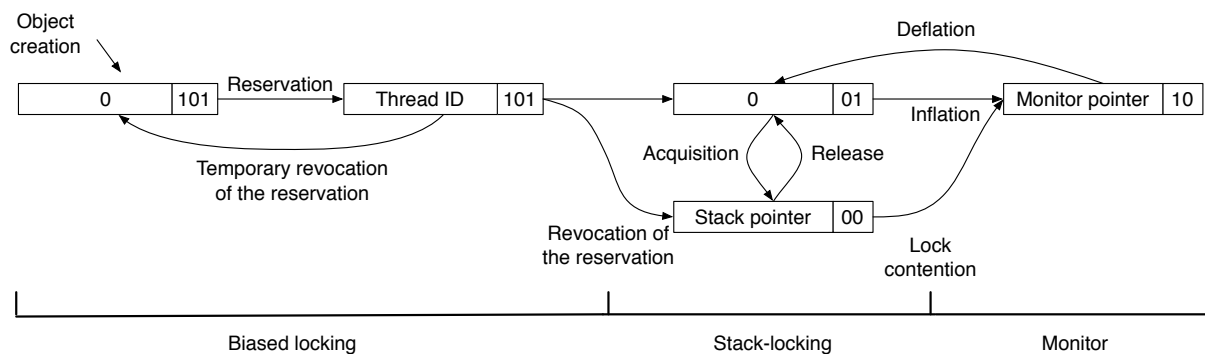 Object
creation
Deflation
0 101
Reservation
Thread ID 101
0 01
Inflation
Monitor pointer 10
Temporary revocation
of the reservation
Acquisition
Release
Stack pointer 00
Revocation of
the reservation
Lock
contention
Biased locking
Stack-locking
Monitor